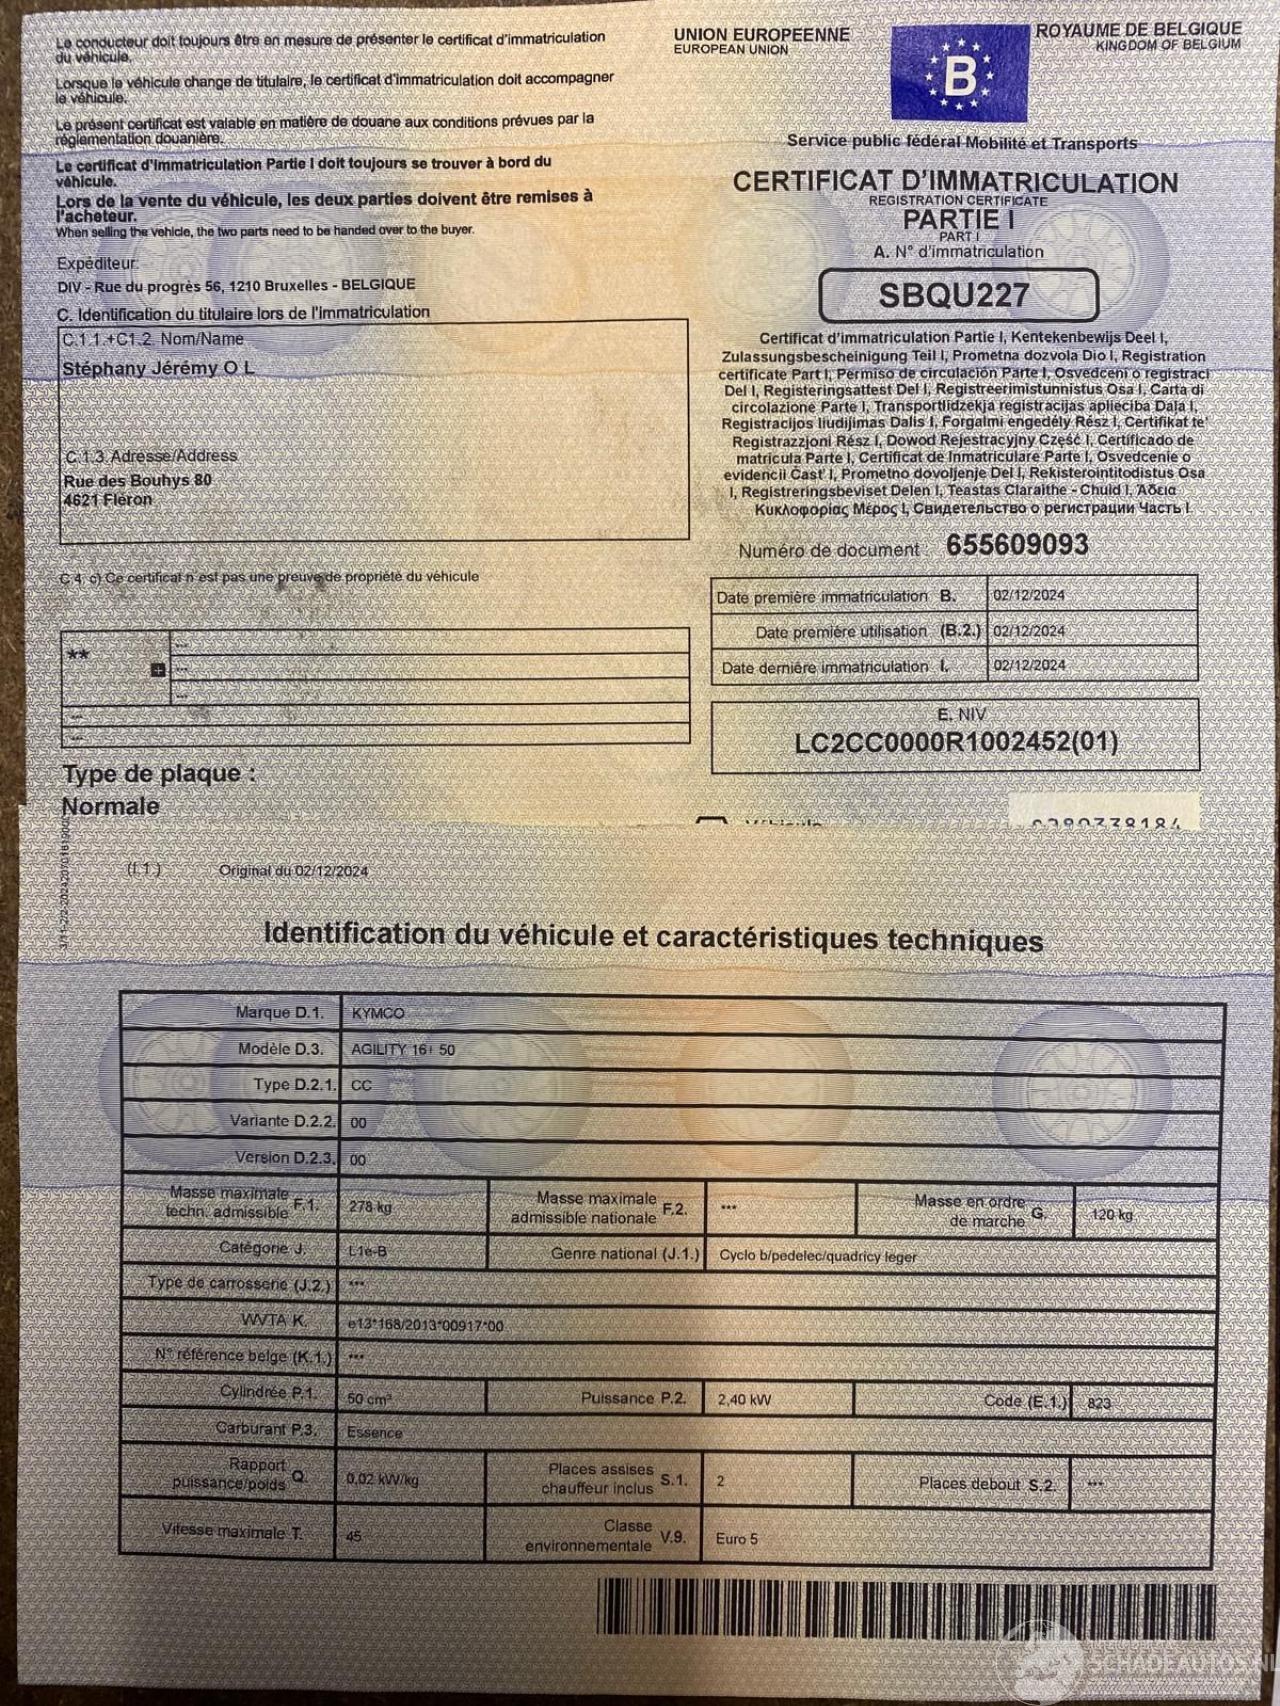 Le conducteur doit toujours être en mesure de présenter le certificat d'immatriculation
du véhicule.
Lorsque le véhicule change de titulaire, le certificat d'immatriculation doit accompagner
le véhicule.
Le présent certificat est valable en matière de douane aux conditions prévues par la
réglementation douanière.
Le certificat d'immatriculation Partie I doit toujours se trouver à bord du
véhicule.
Lors de la vente du véhicule, les deux parties doivent être remises à
l'acheteur.
When selling the vehicle, the two parts need to be handed over to the buyer.
Expéditeur:
DIV - Rue du progrès 56, 1210 Bruxelles - BELGIQUE
C. Identification du titulaire lors de l'immatriculation
C.1.1.+C1.2. Nom/Name
Stéphany Jérémy O L
C.1.3. Adresse/Address
Rue des Bouhys 80
4621 Fléron
C.4. c) Ce certificat n'est pas une preuve de propriété du véhicule
**
---
---
---
---
---
Type de plaque :
Normale
UNION EUROPEENNE
EUROPEAN UNION
B
ROYAUME DE BELGIQUE
KINGDOM OF BELGIUM
Service public fédéral Mobilité et Transports
CERTIFICAT D'IMMATRICULATION
REGISTRATION CERTIFICATE
PARTIE I
PART I
A. N° d'immatriculation
SBQU227
Certificat d'immatriculation Partie I, Kentekenbewijs Deel I,
Zulassungsbescheinigung Teil I, Prometna dozvola Dio I, Registration
certificate Part I, Permiso de circulación Parte I, Osvedceni o registraci
Del I, Registeringsattest Del I, Registreerimistunnistus Osa I, Carta di
circolazione Parte I, Transportlidzekja registracijas apliecíba Dala I,
Registracijos liudijimas Dalis I, Forgalmi engedély Rész I, Certifikat te'
Registrazzjoni Rész I, Dowod Rejestracyjny Część I, Certificado de
matricula Parte I, Certificat de Inmatriculare Parte I, Osvedcenie o
evidencii Čast' I, Prometno dovoljenje Del I, Rekisterointitodistus Osa
I, Registreringsbeviset Delen I, Teastas Claraithe - Chuid I, Άδεια
Κυκλοφορίας Μέρος I, Свидетельство о регистрации Часть I
Numéro de document : 655609093
Date première immatriculation B. 02/12/2024
Date première utilisation (B.2.) 02/12/2024
Date dernière immatriculation I. 02/12/2024
E. NIV
LC2CC0000R1002452(01)
Véhicule
0380338184
(I.1.) Original du 02/12/2024
Identification du véhicule et caractéristiques techniques
Marque D.1. KYMCO
Modèle D.3. AGILITY 16+ 50
Type D.2.1. CC
Variante D.2.2. 00
Version D.2.3. 00
Masse maximale
techn. admissible F.1. 278 kg
Masse maximale
admissible nationale F.2. ***
Masse en ordre
de marche G. 120 kg
Catégorie J. L1e-B Genre national (J.1.) Cyclo b/pedelec/quadricy leger
Type de carrosserie (J.2.) ***
WVTA K. e13*168/2013*00917*00
N° référence belge (K.1.) ***
Cylindrée P.1. 50 cm³ Puissance P.2. 2,40 kW Code (E.1.) 823
Carburant P.3. Essence
Rapport
puissance/poids Q. 0,02 kW/kg
Places assises
chauffeur inclus S.1. 2
Places debout S.2. ***
Vitesse maximale T. 45
Classe
environnementale V.9. Euro 5
SCHADEAUTOS.NL